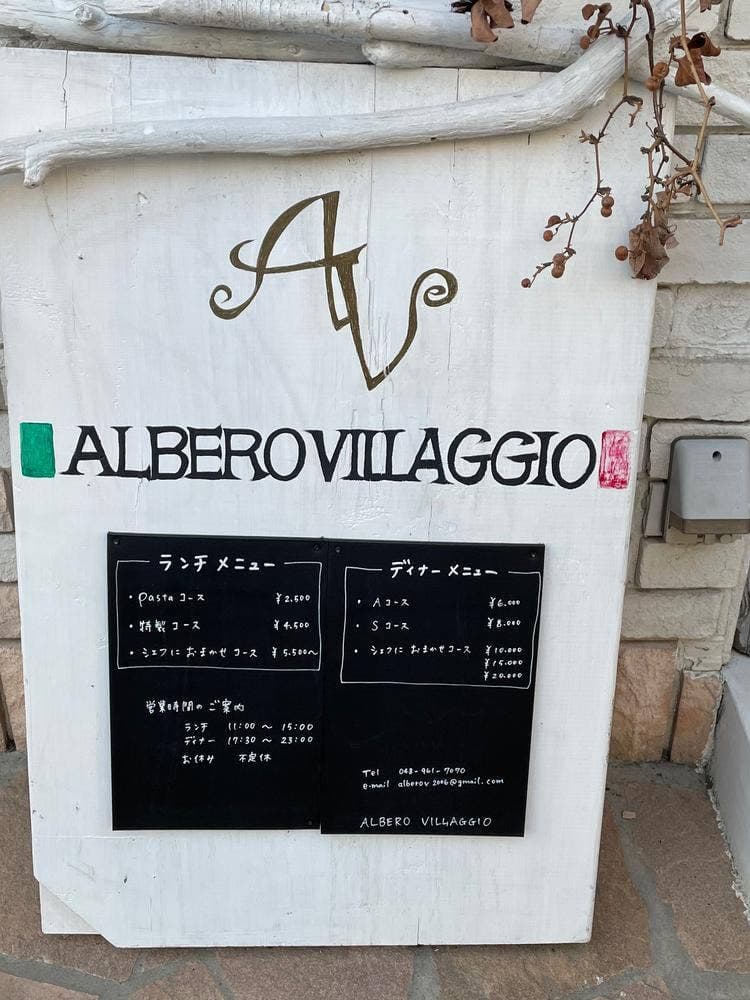 AV
ALBERO VILLAGGIO
ランチ メニュー
・Pasta コース ¥2.500
・特製 コース ¥4.500
・シェフに おまかせ コース ¥5.500〜
営業時間の ご案内
ランチ 11:00 〜 15:00
ディナー 17:30 〜 23:00
お休み 不定休
ディナー メニュー
・A コース ¥6.000
・S コース ¥8.000
・シェフに おまかせコース ¥10.000
¥15.000
¥20.000
Tel 048-961-7070
e-mail alberov2006@gmail.com
ALBERO VILLAGGIO